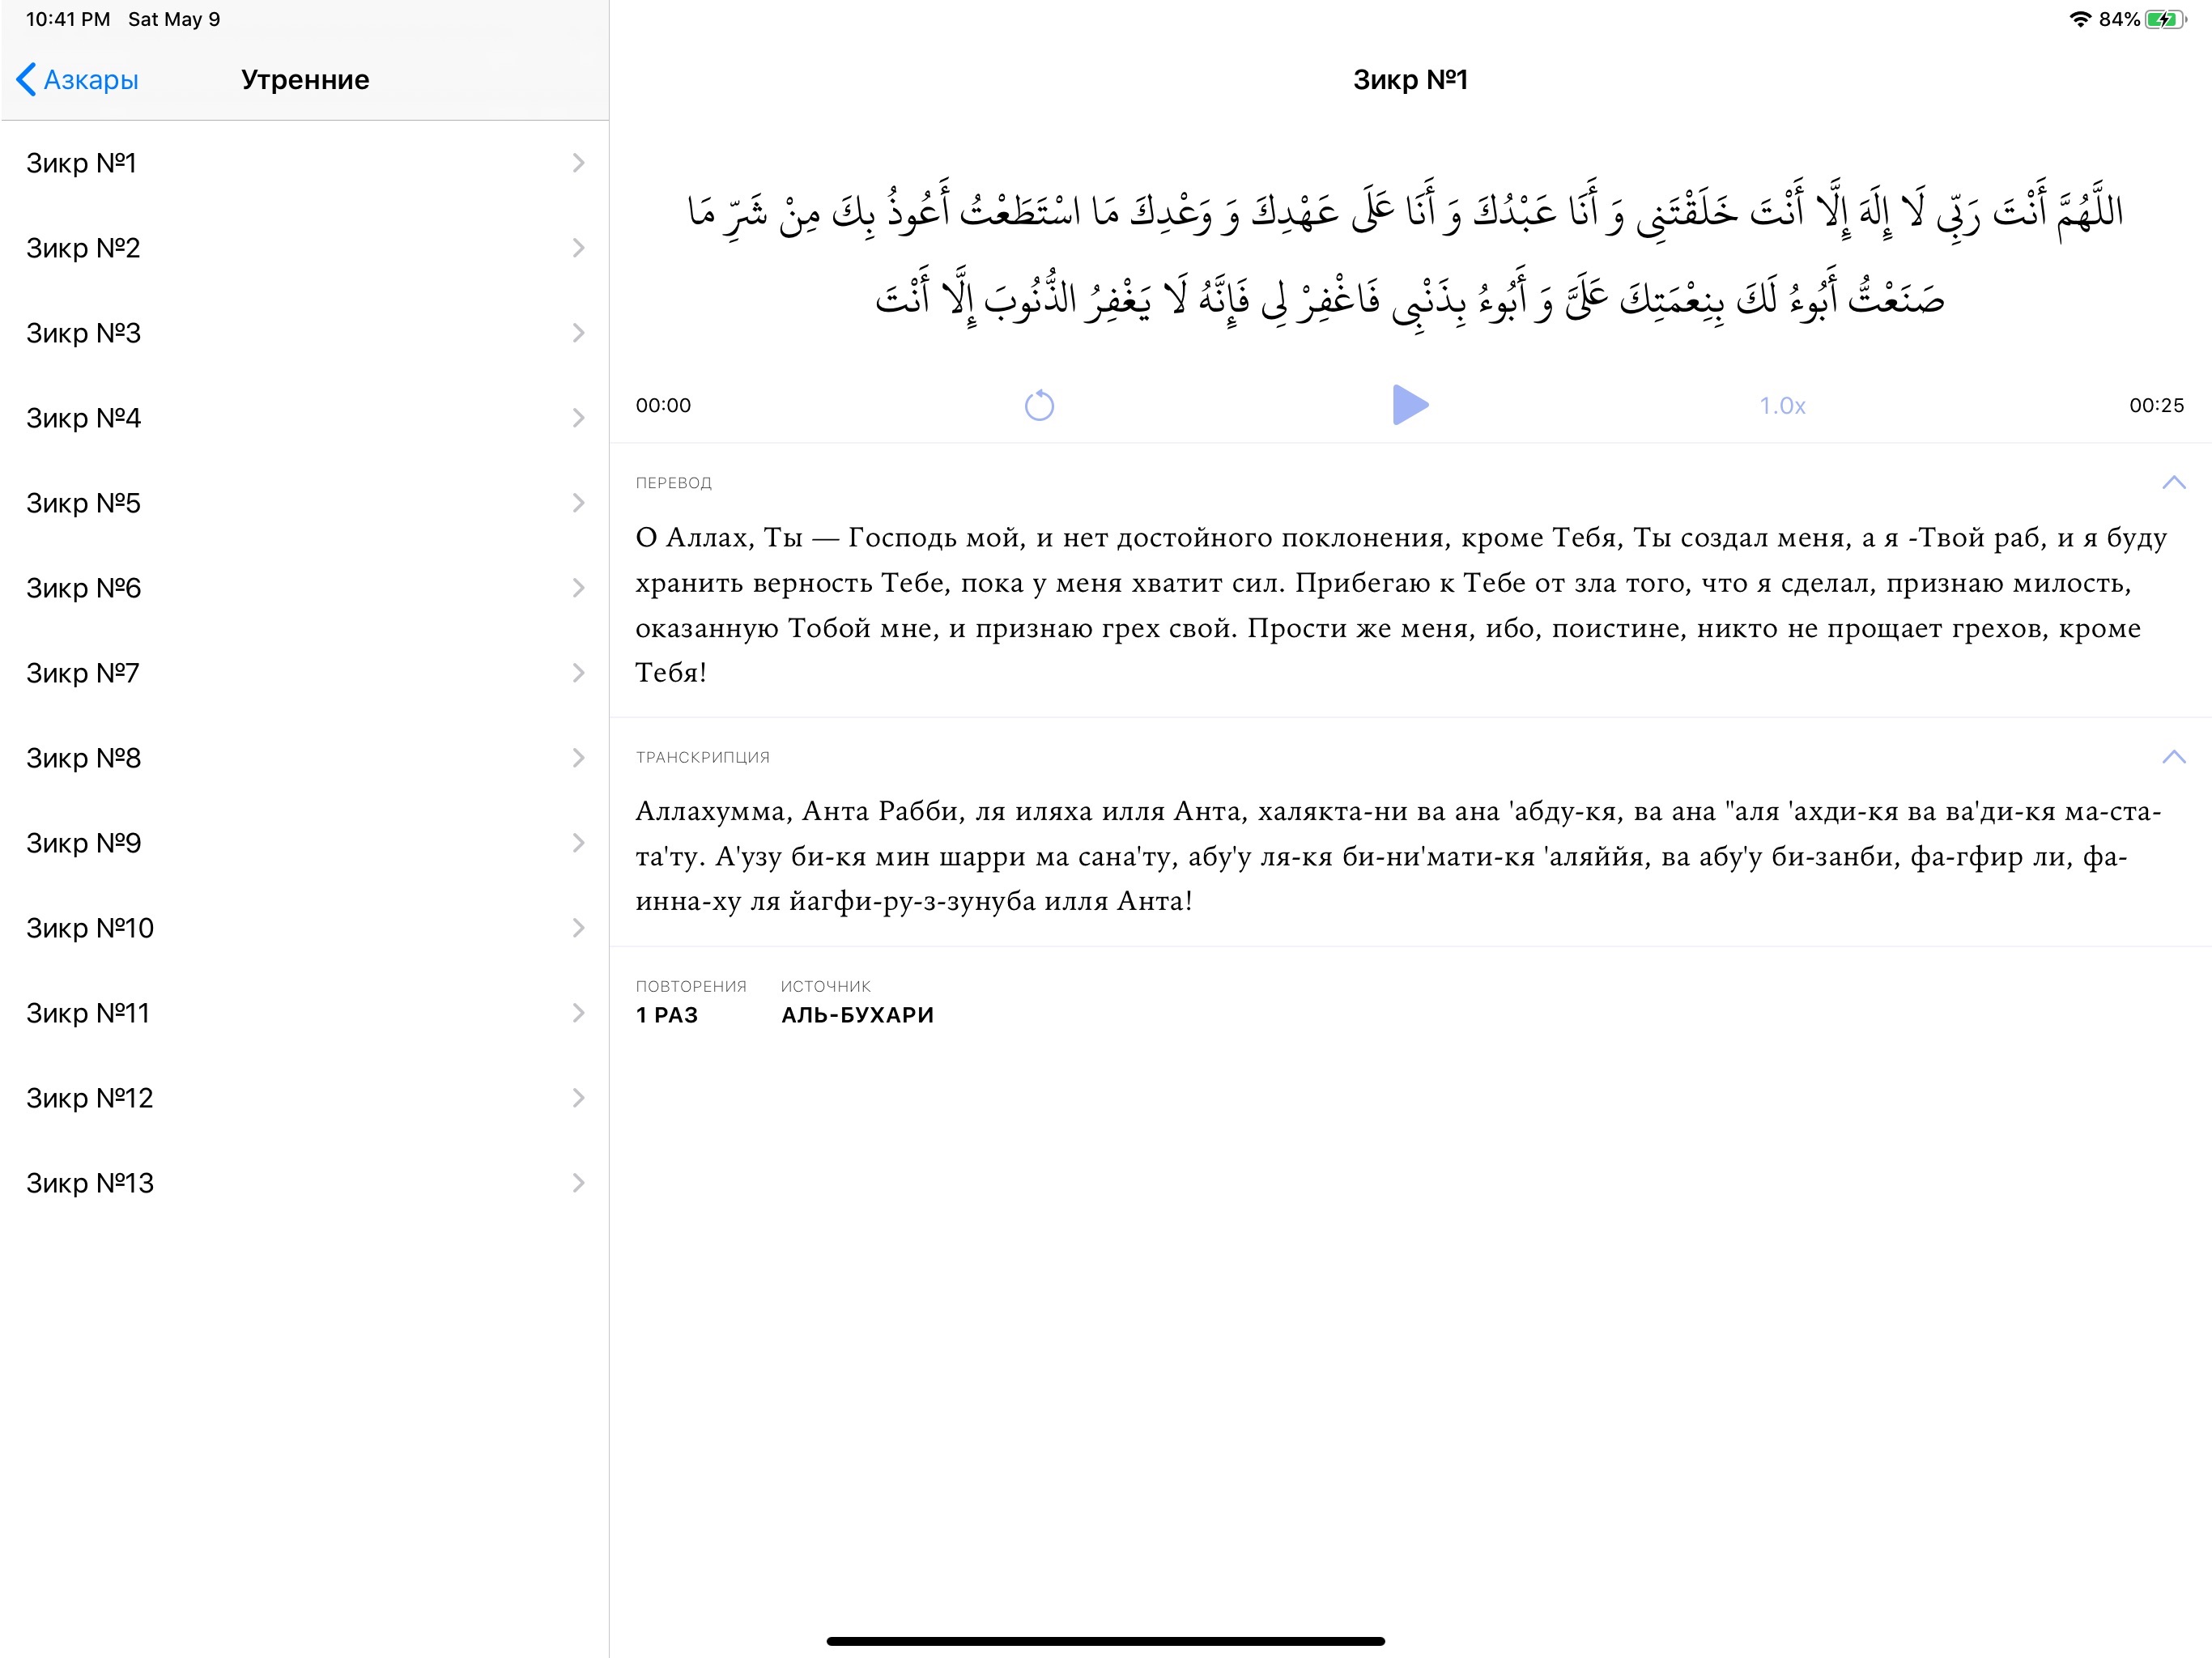 10:41 PM Sat May 9
84%
Азкары
Утренние
Зикр №1
Зикр №2
Зикр №3
Зикр №4
Зикр №5
Зикр №6
Зикр №7
Зикр №8
Зикр №9
Зикр №10
Зикр №11
Зикр №12
Зикр №13
Зикр №1
اللَّهُمَّ أَنْتَ رَبِّي لَا إِلَهَ إِلَّا أَنْتَ خَلَقْتَنِي وَ أَنَا عَبْدُكَ وَ أَنَا عَلَى عَهْدِكَ وَ وَعْدِكَ مَا اسْتَطَعْتُ أَعُوذُ بِكَ مِنْ شَرِّ مَا
صَنَعْتُ أَبُوءُ لَكَ بِنِعْمَتِكَ عَلَيَّ وَ أَبُوءُ بِذَنْبِي فَاغْفِرْ لِي فَإِنَّهُ لَا يَغْفِرُ الذُّنُوبَ إِلَّا أَنْتَ
00:00
1.0x
00:25
ПЕРЕВОД
О Аллах, Ты — Господь мой, и нет достойного поклонения, кроме Тебя, Ты создал меня, а я -Твой раб, и я буду
хранить верность Тебе, пока у меня хватит сил. Прибегаю к Тебе от зла того, что я сделал, признаю милость,
оказанную Тобой мне, и признаю грех свой. Прости же меня, ибо, поистине, никто не прощает грехов, кроме
Тебя!
ТРАНСКРИПЦИЯ
Аллахумма, Анта Рабби, ля иляха илля Анта, халякта-ни ва ана 'абду-кя, ва ана "аля 'ахди-кя ва ва'ди-кя ма-ста-
та'ту. А'узу би-кя мин шарри ма сана'ту, абу'у ля-кя би-ни'мати-кя 'аляййя, ва абу'у би-занби, фа-гфир ли, фа-
инна-ху ля йагфи-ру-з-зунуба илля Анта!
ПОВТОРЕНИЯ ИСТОЧНИК
1 РАЗ АЛЬ-БУХАРИ